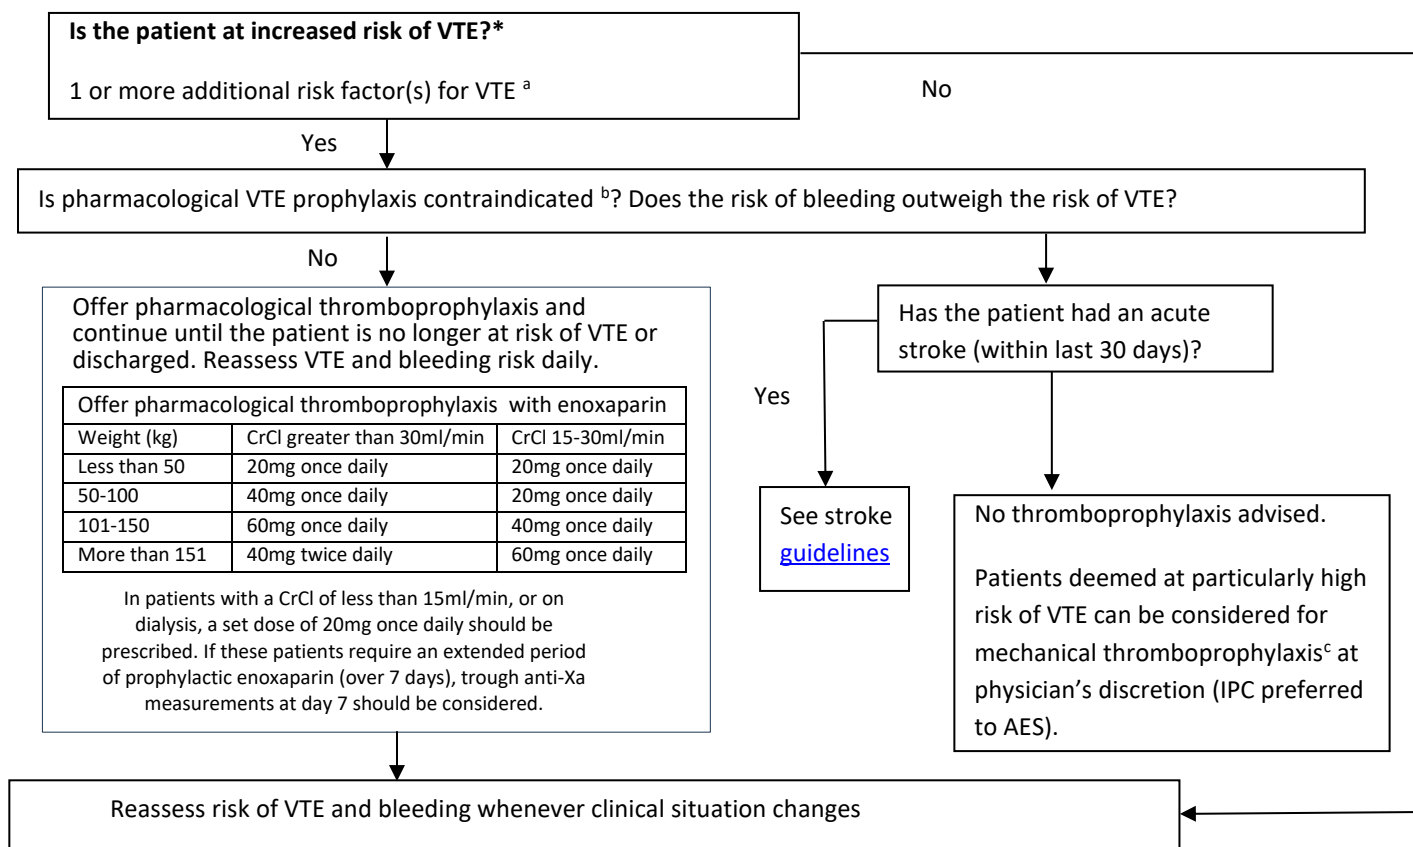 Is the patient at increased risk of VTE?*
1 or more additional risk factor(s) for VTE a
No
Yes
Is pharmacological VTE prophylaxis contraindicated b? Does the risk of bleeding outweigh the risk of VTE?
No
Offer pharmacological thromboprophylaxis and
continue until the patient is no longer at risk of VTE or
discharged. Reassess VTE and bleeding risk daily.
Offer pharmacological thromboprophylaxis with enoxaparin
Weight (kg) CrCl greater than 30ml/min CrCl 15-30ml/min
Less than 50 20mg once daily 20mg once daily
50-100 40mg once daily 20mg once daily
101-150 60mg once daily 40mg once daily
More than 151 40mg twice daily 60mg once daily
In patients with a CrCl of less than 15ml/min, or on
dialysis, a set dose of 20mg once daily should be
prescribed. If these patients require an extended period
of prophylactic enoxaparin (over 7 days), trough anti-Xa
measurements at day 7 should be considered.
Has the patient had an acute
stroke (within last 30 days)?
Yes
See stroke
guidelines
No thromboprophylaxis advised.
Patients deemed at particularly high
risk of VTE can be considered for
mechanical thromboprophylaxisc at
physician’s discretion (IPC preferred
to AES).
Reassess risk of VTE and bleeding whenever clinical situation changes